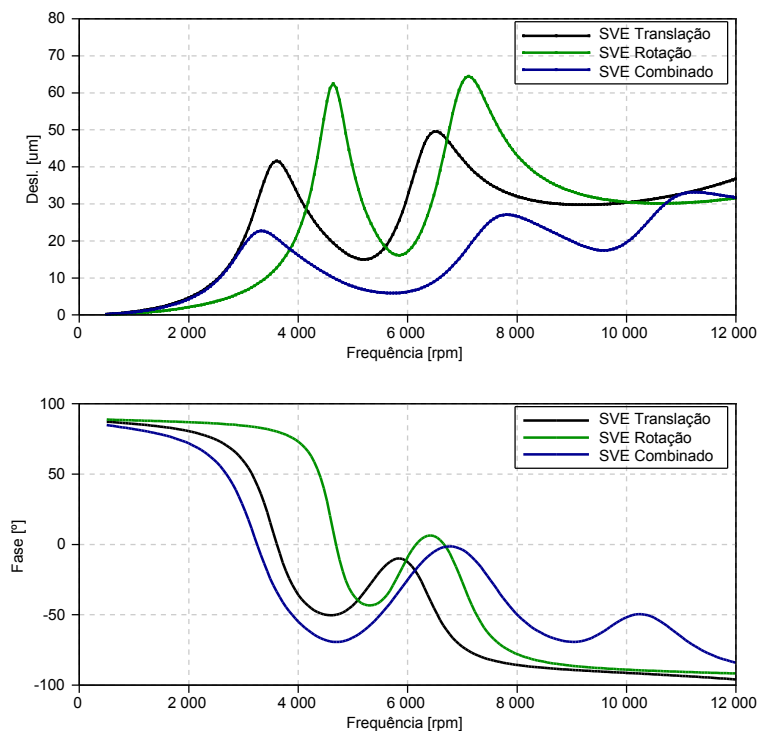 80
70
60
50
40
30
20
10
0
Desl. [um]
SVE Translação
SVE Rotação
SVE Combinado
0 2 000 4 000 6 000 8 000 10 000 12 000
Frequência [rpm]
100
50
0
-50
-100
Fase [º]
SVE Translação
SVE Rotação
SVE Combinado
0 2 000 4 000 6 000 8 000 10 000 12 000
Frequência [rpm]